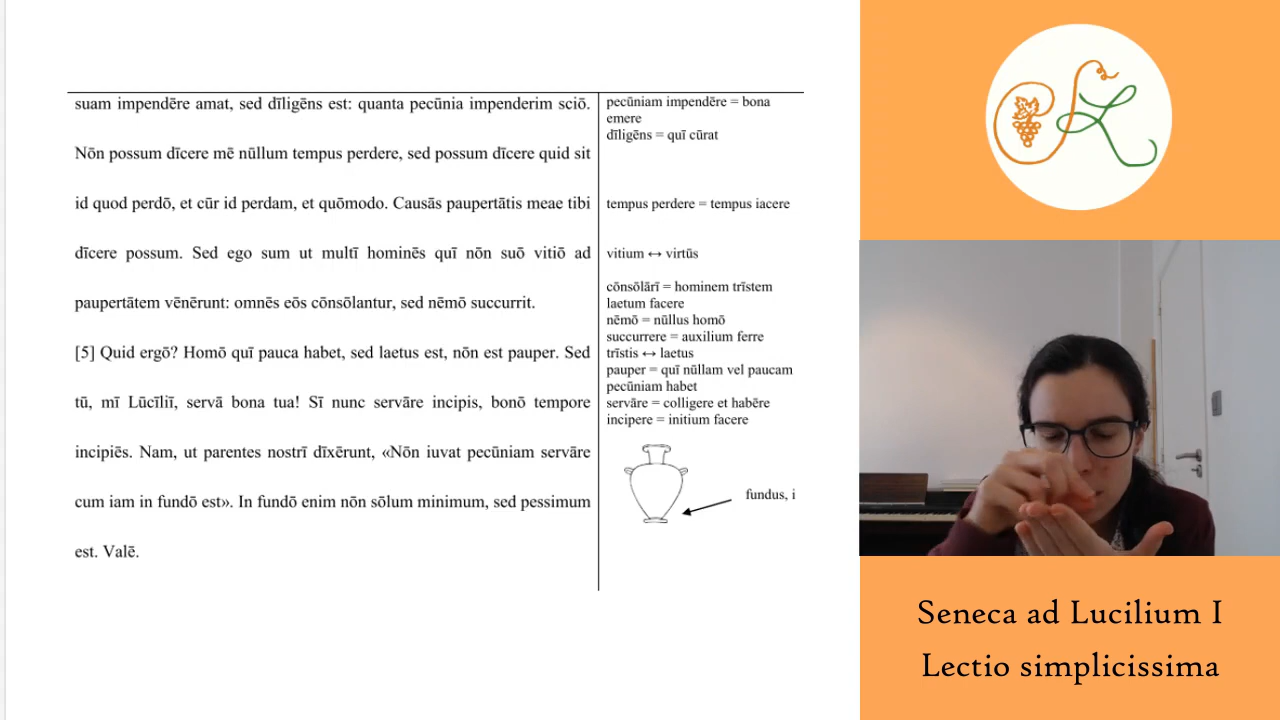 suam impendēre amat, sed dīligēns est: quanta pecūnia impenderim sciō.
Nōn possum dīcere mē nūllum tempus perdere, sed possum dīcere quid sit
id quod perdō, et cūr id perdam, et quōmodo. Causās paupertātis meae tibi
dīcere possum. Sed ego sum ut multī hominēs quī nōn suō vitiō ad
paupertātem vēnērunt: omnēs eōs cōnsōlantur, sed nēmō succurrit.
[5] Quid ergō? Homō quī pauca habet, sed laetus est, nōn est pauper. Sed
tū, mī Lūcīliī, servā bona tua! Sī nunc servāre incipis, bonō tempore
incipiēs. Nam, ut parentes nostrī dīxērunt, «Nōn iuvat pecūniam servāre
cum iam in fundō est». In fundō enim nōn sōlum minimum, sed pessimum
est. Valē.
pecūniam impendēre = bona
emere
dīligēns = quī cūrat
tempus perdere = tempus iacere
vitium ↔ virtūs
cōnsōlārī = hominem trīstem
laetum facere
nēmō = nūllus homō
succurrere = auxilium ferre
trīstis ↔ laetus
pauper = quī nūllam vel paucam
pecūniam habet
servāre = colligere et habēre
incipere = initium facere
fundus, i
Seneca ad Lucilium I
Lectio simplicissima